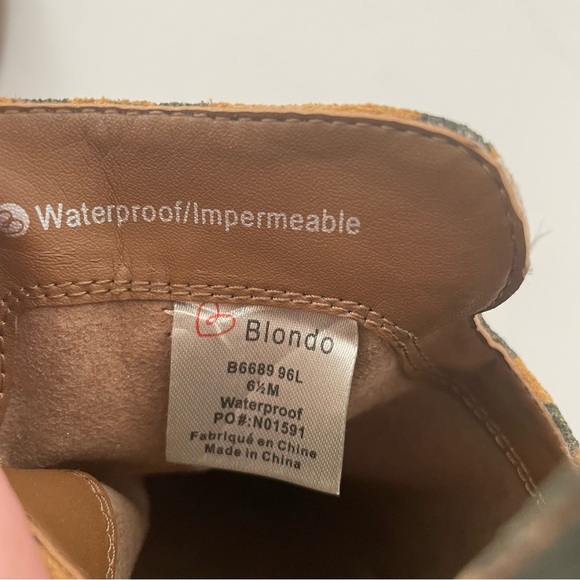 Waterproof/Impermeable
Blondo
B6689 96L
6½M
Waterproof
PO#:N01591
Fabriqué en Chine
Made in China